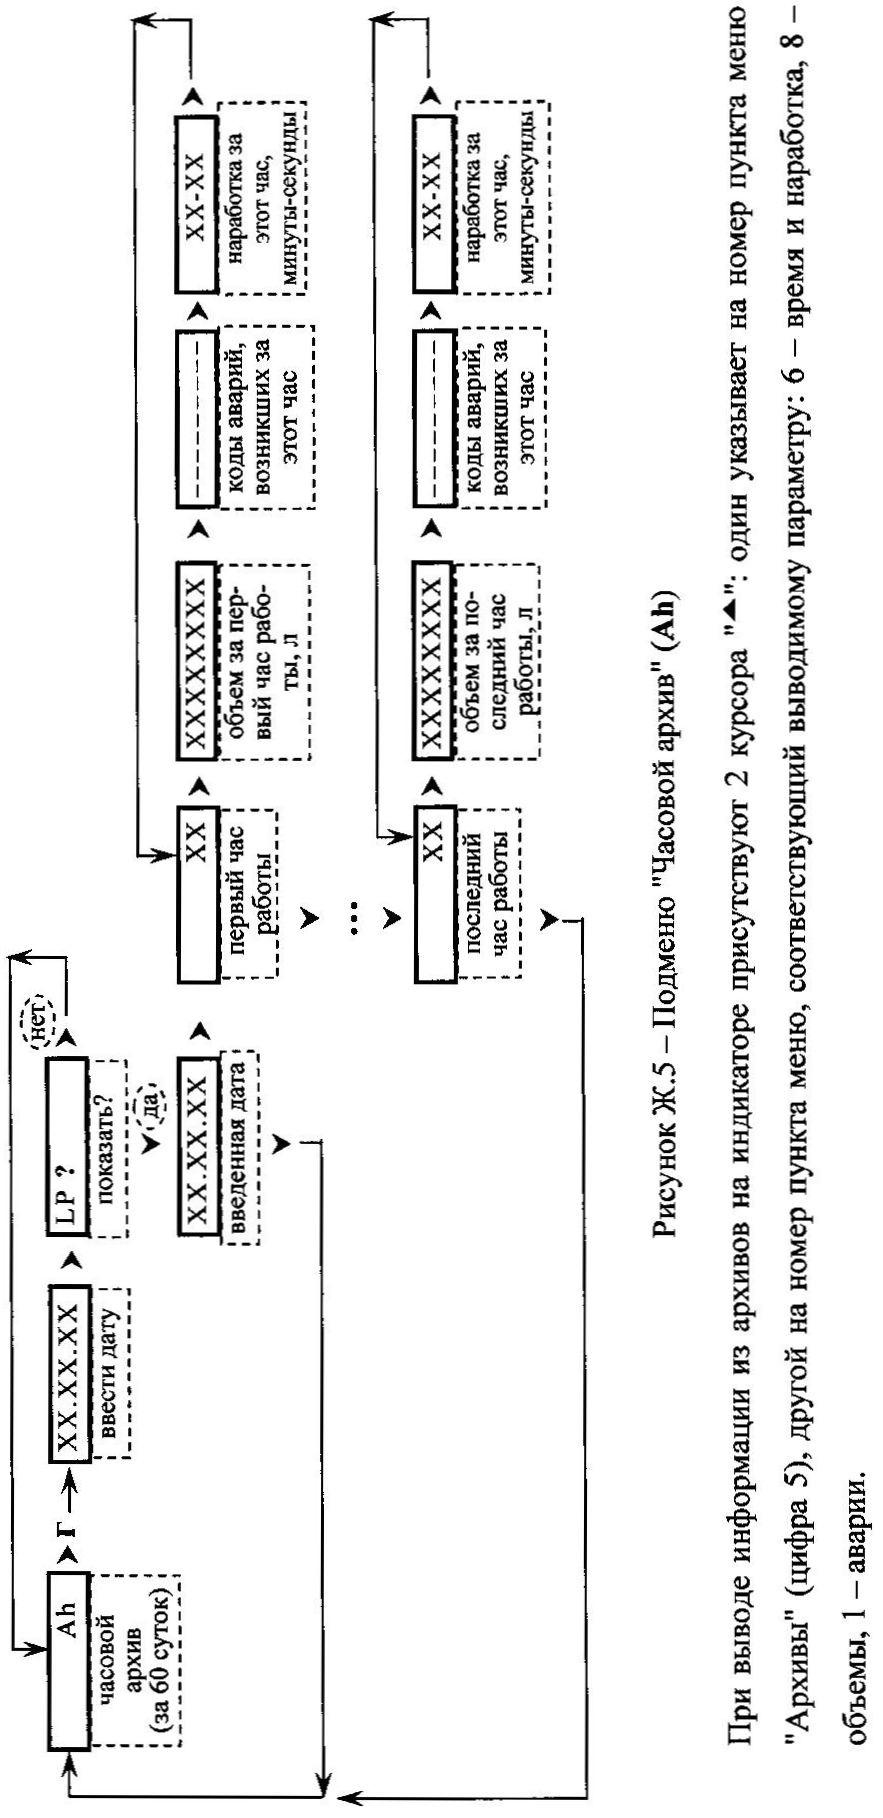 Ah
часовой
архив
(за 60 суток)
Г
XX.XX.XX
ввести дату
LP ?
показать?
нет
да
XX.XX.XX
введенная дата
XX
первый час
работы
XXXXXXXX
объем за пер-
вый час рабо-
ты, л
--------
коды аварий,
возникших за
этот час
XX-XX
наработка за
этот час,
минуты-секунды
...
XX
последний
час работы
XXXXXXXX
объем за по-
следний час
работы, л
--------
коды аварий,
возникших за
этот час
XX-XX
наработка за
этот час,
минуты-секунды
Рисунок Ж.5 – Подменю "Часовой архив" (Ah)
При выводе информации из архивов на индикаторе присутствуют 2 курсора "▲": один указывает на номер пункта меню
"Архивы" (цифра 5), другой на номер пункта меню, соответствующий выводимому параметру: 6 – время и наработка, 8 –
объемы, 1 – аварии.